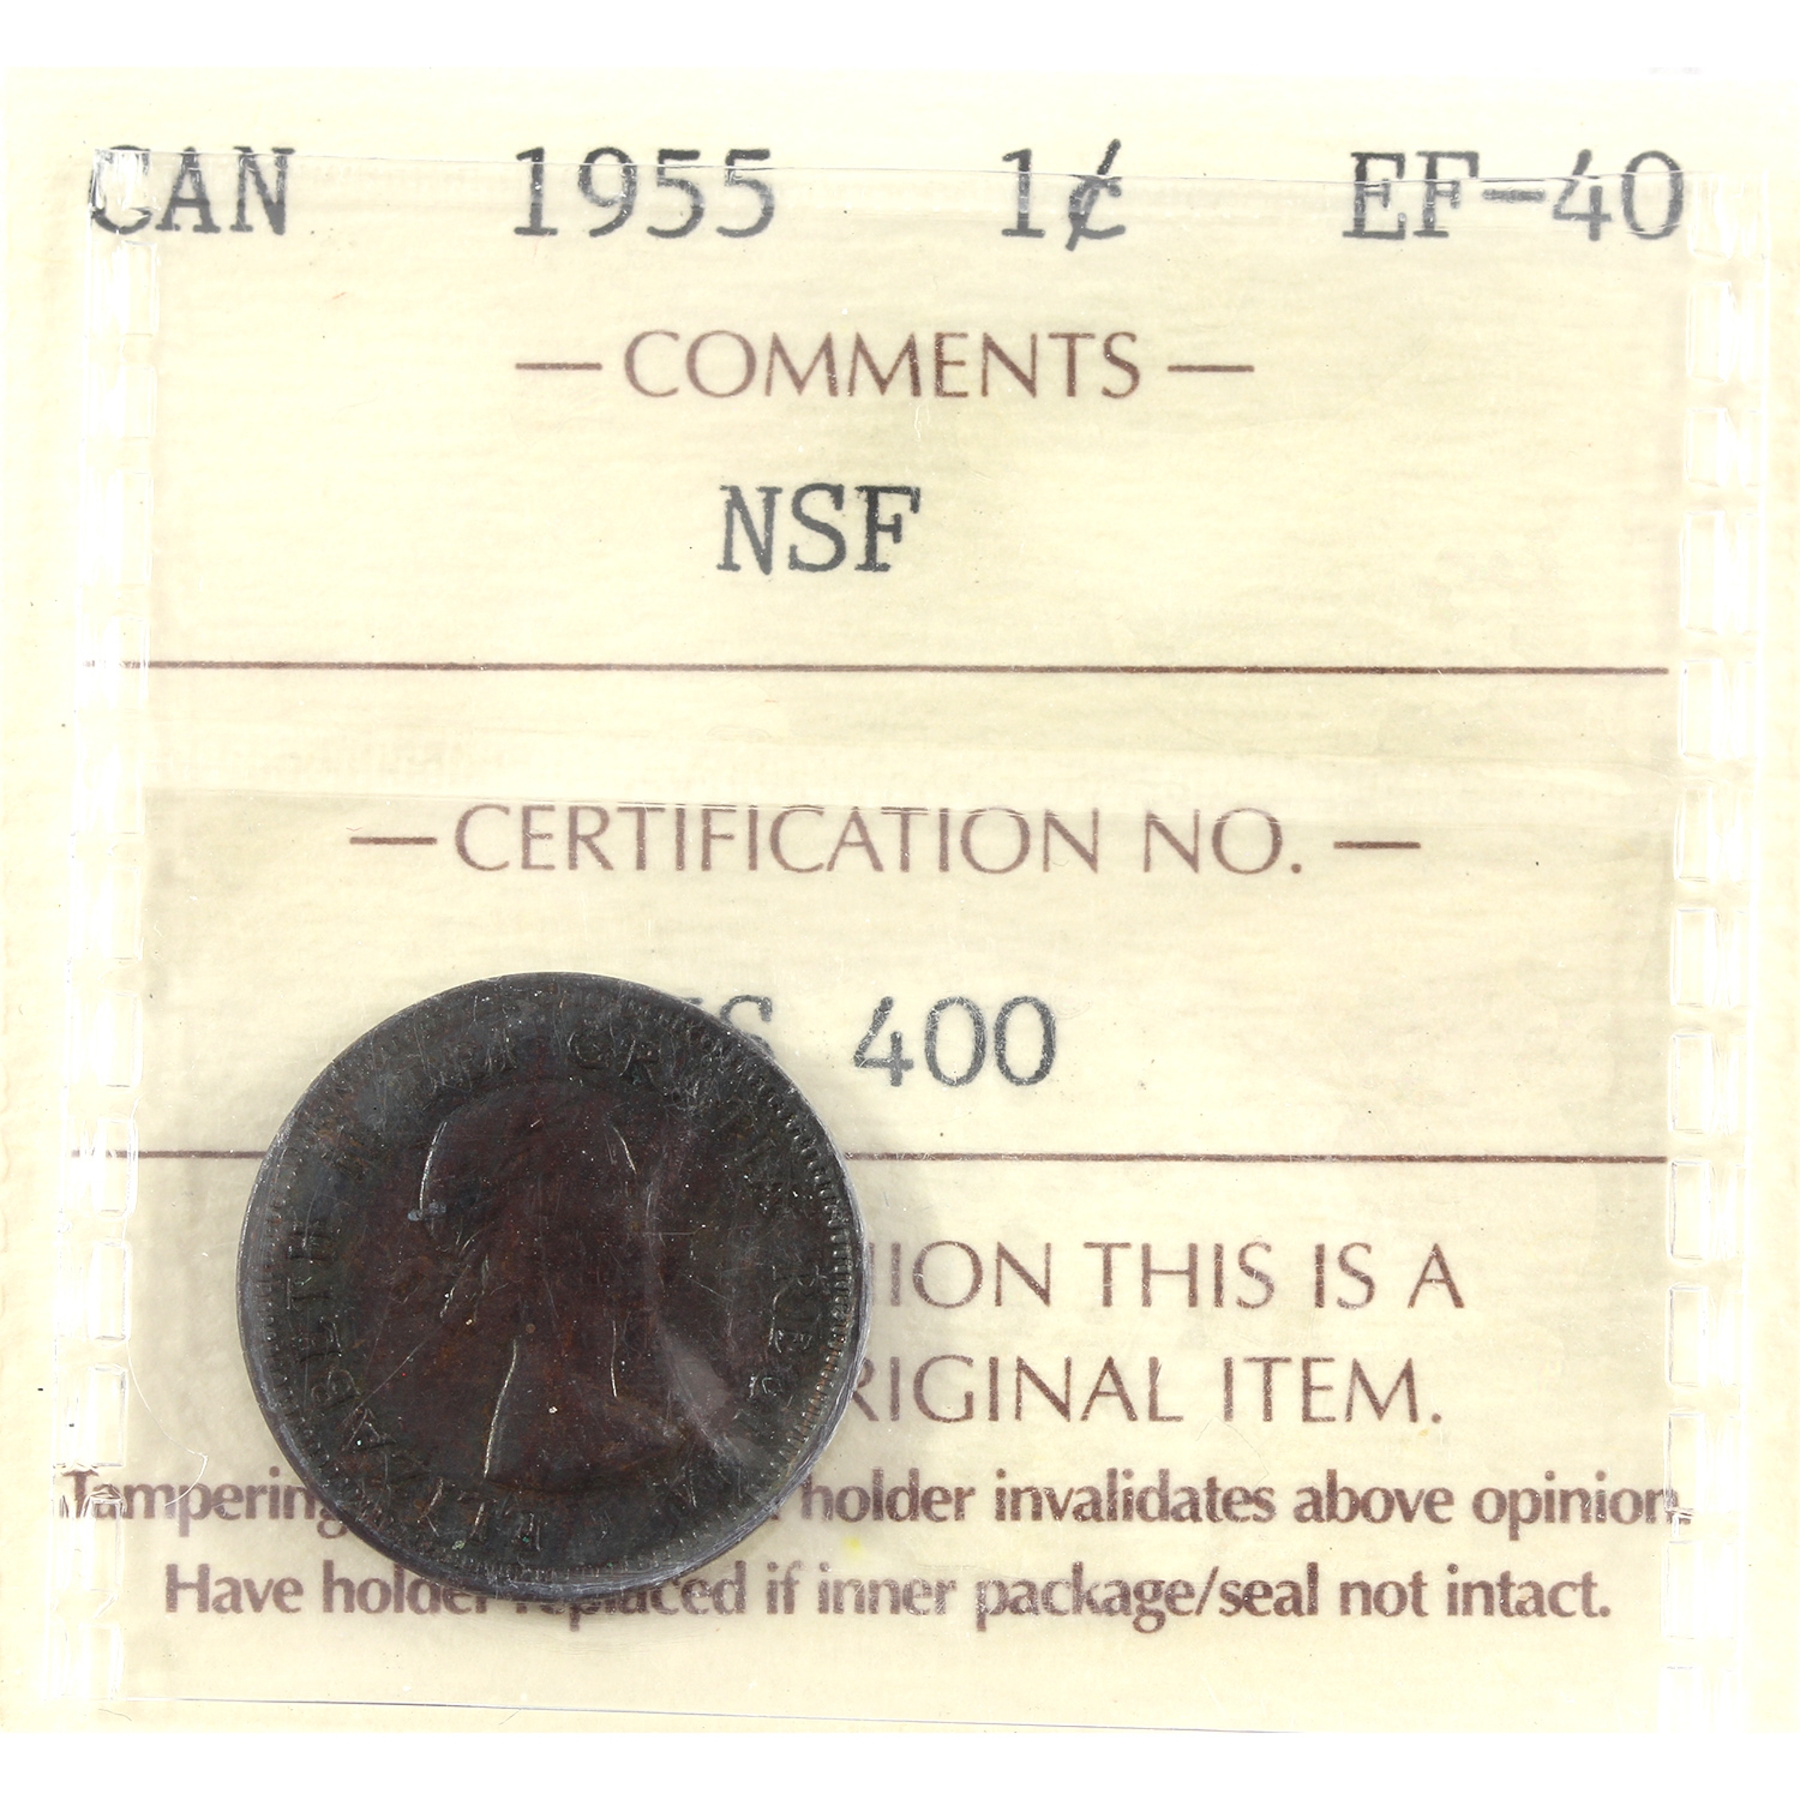 CAN 1955 1¢ EF-40
— COMMENTS —
NSF
— CERTIFICATION NO. —
S 400
ION THIS IS A
RIGINAL ITEM.
Tampering holder invalidates above opinion.
Have holder replaced if inner package/seal not intact.